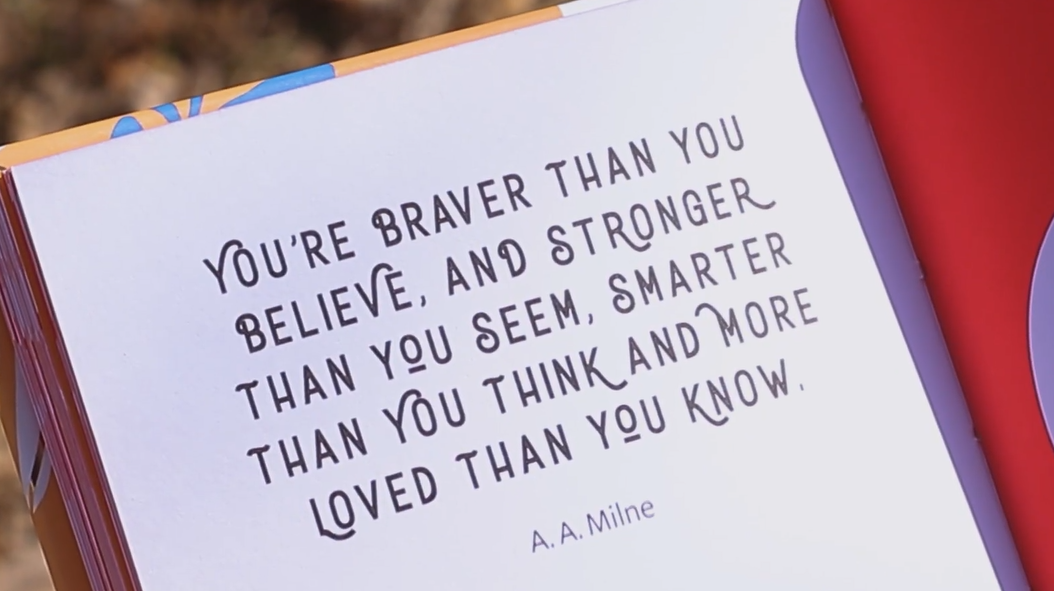 YOU'RE BRAVER THAN YOU
BELIEVE, AND STRONGER
THAN YOU SEEM, SMARTER
THAN YOU THINK AND MORE
LOVED THAN YOU KNOW.
A. A. Milne